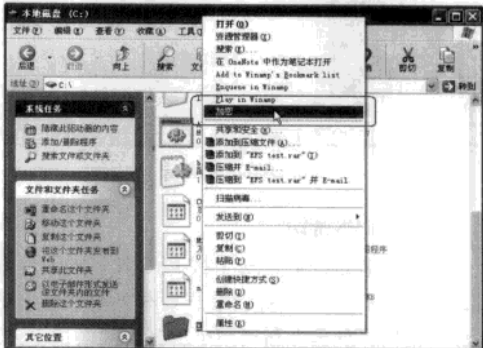 本地磁盘 (C:)
文件(F) 编辑(E) 查看(V) 收藏(A) 工具(
后退 向上 搜索 文件 剪切 复制
地址(D) C:\ 转到
系统任务
隐藏此驱动器的内容
添加/删除程序
搜索文件或文件夹
文件和文件夹任务
重命名这个文件夹
移动这个文件夹
复制这个文件夹
将这个文件夹发布到
Web
共享此文件夹
以电子邮件形式发送
该文件夹内的文件
删除这个文件夹
其它位置
打开(O)
资源管理器(X)
搜索(E)...
在 OneNote 中作为笔记本打开
Add to Winamp's Bookmark list
Enqueue in Winamp
Play in Winamp
加密
共享和安全(H)...
添加到压缩文件(A)...
添加到 "EFS test.rar"(T)
压缩并 E-mail...
压缩到 "EFS test.rar" 并 E-mail
扫描病毒...
发送到(N)
剪切(T)
复制(C)
粘贴(P)
创建快捷方式(S)
删除(D)
重命名(M)
属性(R)
用程序